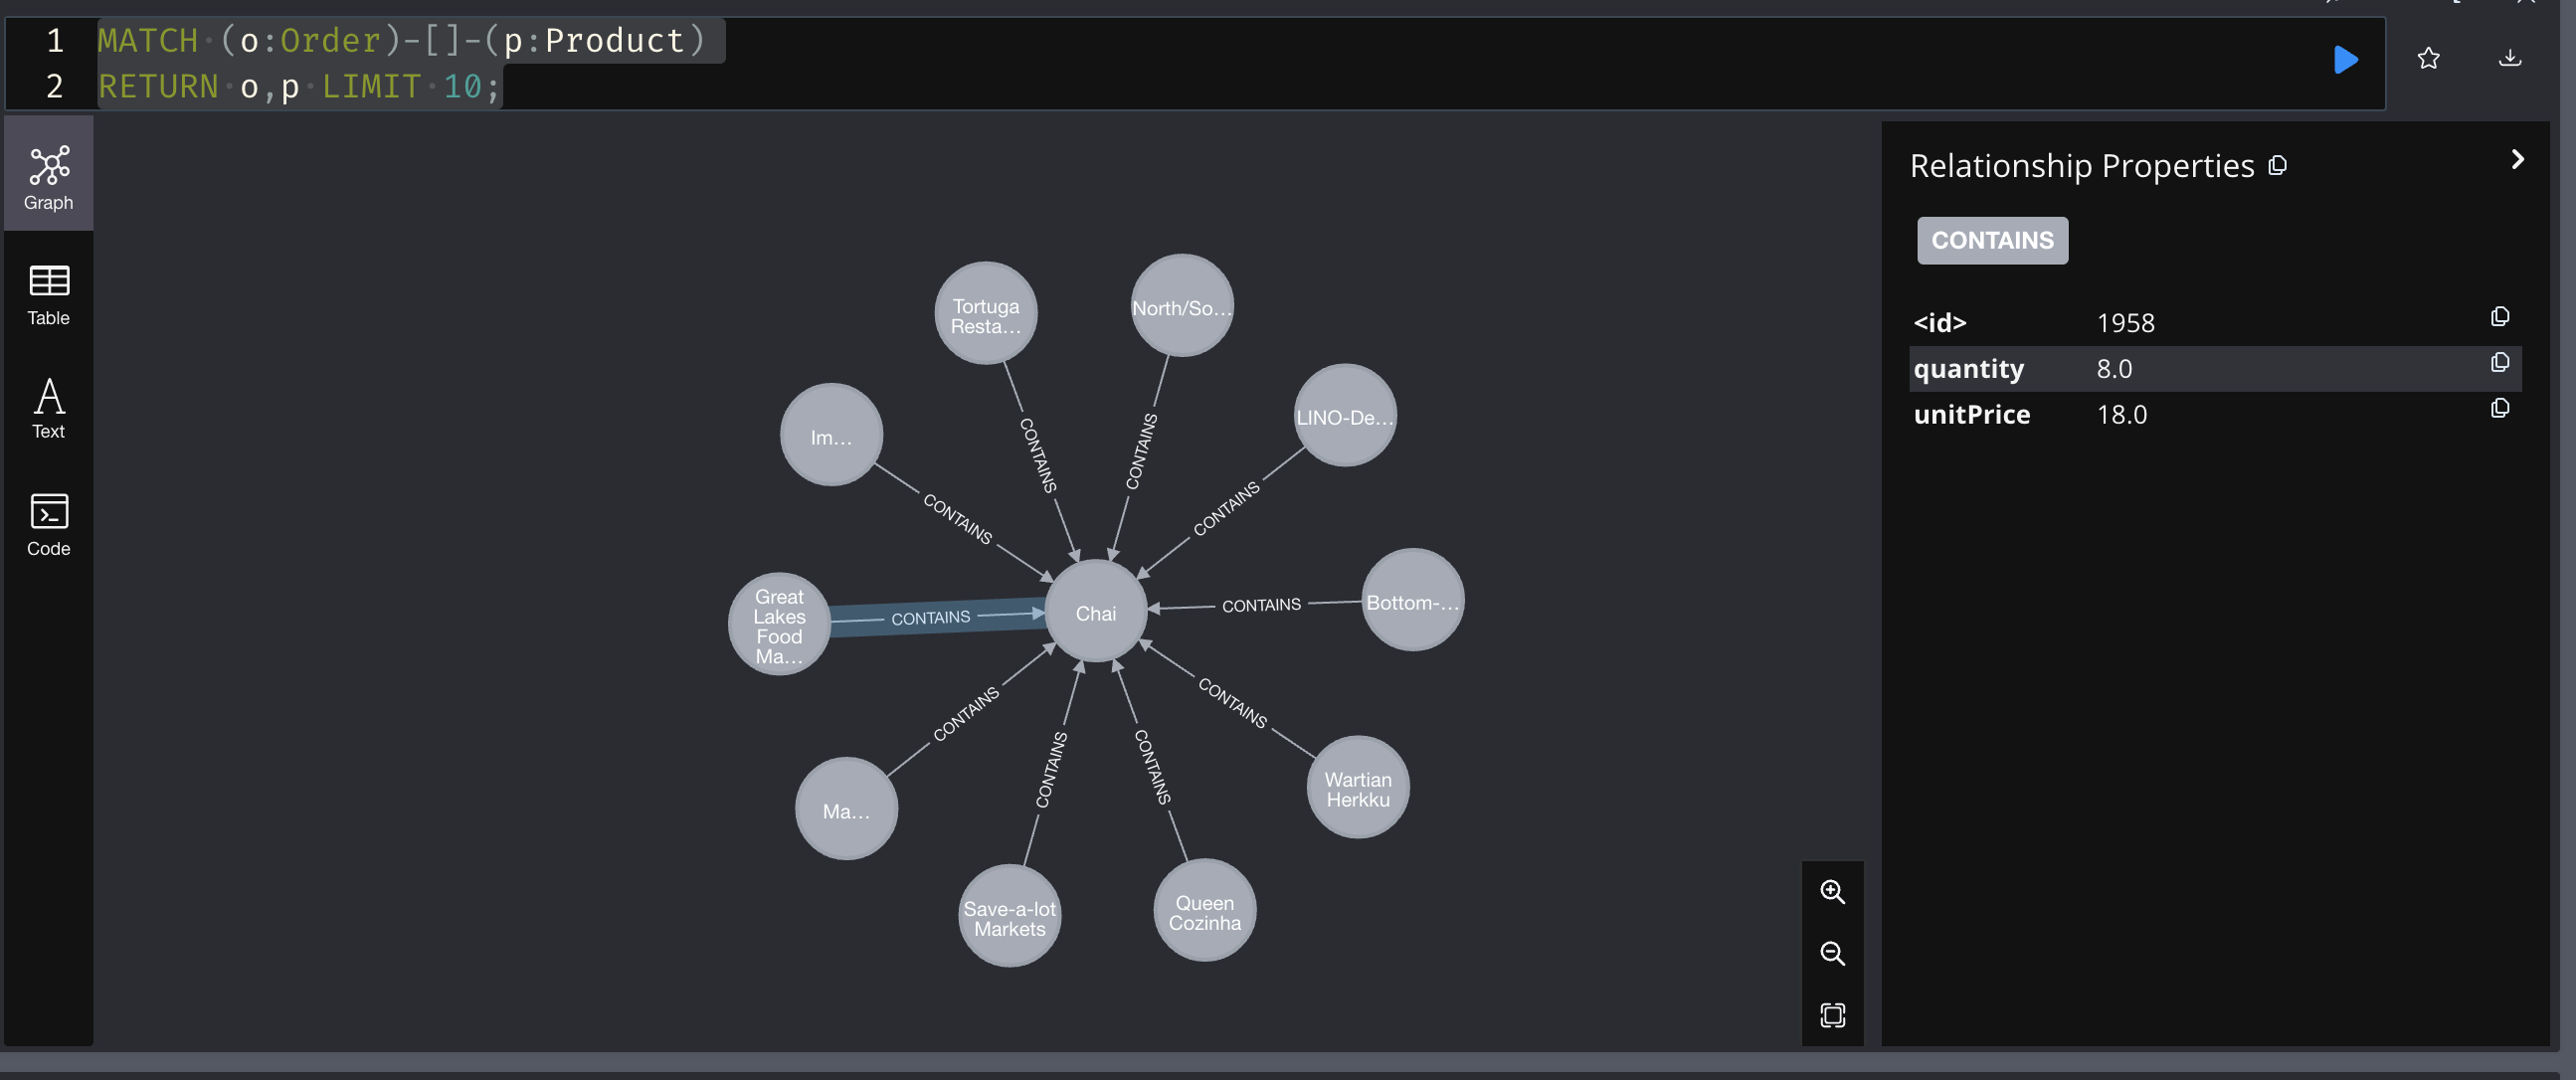 1 MATCH (o:Order)-[]-(p:Product)
2 RETURN o,p LIMIT 10;
Graph
Table
Text
Code
Tortuga
Resta...
North/So...
LINO-De...
Im...
CONTAINS
CONTAINS
CONTAINS
CONTAINS
Great
Lakes
Food
Ma...
CONTAINS
Chai
CONTAINS
Bottom-...
CONTAINS
CONTAINS
CONTAINS
CONTAINS
Wartian
Herkku
Ma...
Save-a-lot
Markets
Queen
Cozinha
Relationship Properties
CONTAINS
<id> 1958
quantity 8.0
unitPrice 18.0